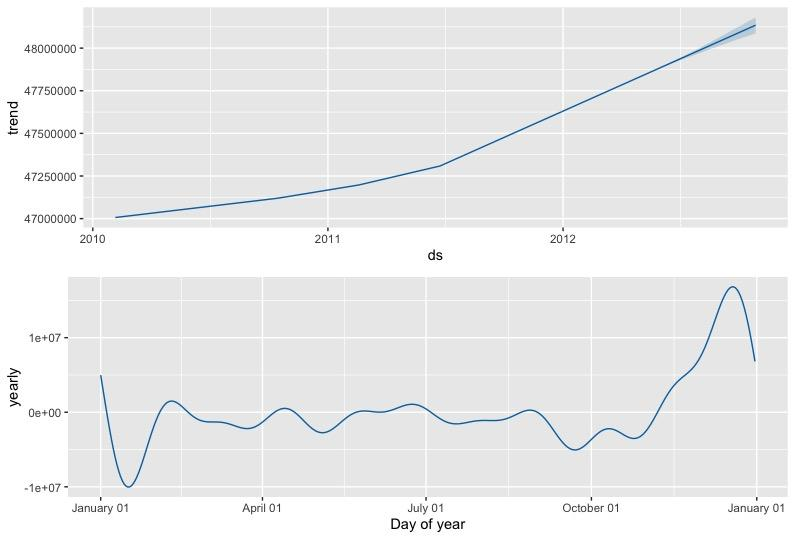 48000000
47750000
47500000
47250000
47000000
trend
2010 2011 2012
ds
1e+07
0e+00
-1e+07
yearly
January 01 April 01 July 01 October 01 January 01
Day of year